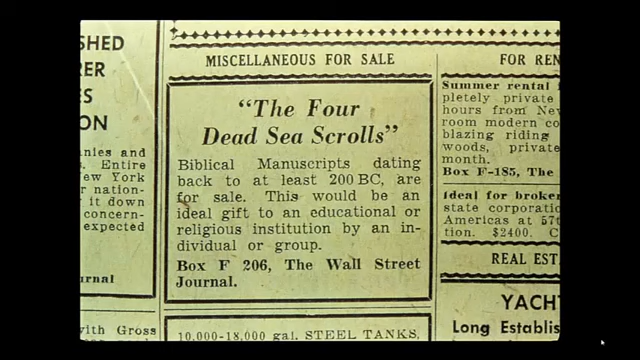 SHED
RER
ES
ON
nies and
. Entire
ew York
r nation-
it down
concern-
expected
urnal
with Gross
MISCELLANEOUS FOR SALE
"The Four
Dead Sea Scrolls"
Biblical Manuscripts dating
back to at least 200 BC, are
for sale. This would be an
ideal gift to an educational or
religious institution by an in-
dividual or group.
Box F 206, The Wall Street
Journal.
10,000-18,000 gal. STEEL TANKS,
FOR REN
Summer rental
pletely private
hours from Nev
room modern co
blazing riding
woods, private
month.
Box F-185, The
Ideal for broker
state corporatio
Americas at 57t
tion. $2400. C
REAL EST
YACHT
Long Establis